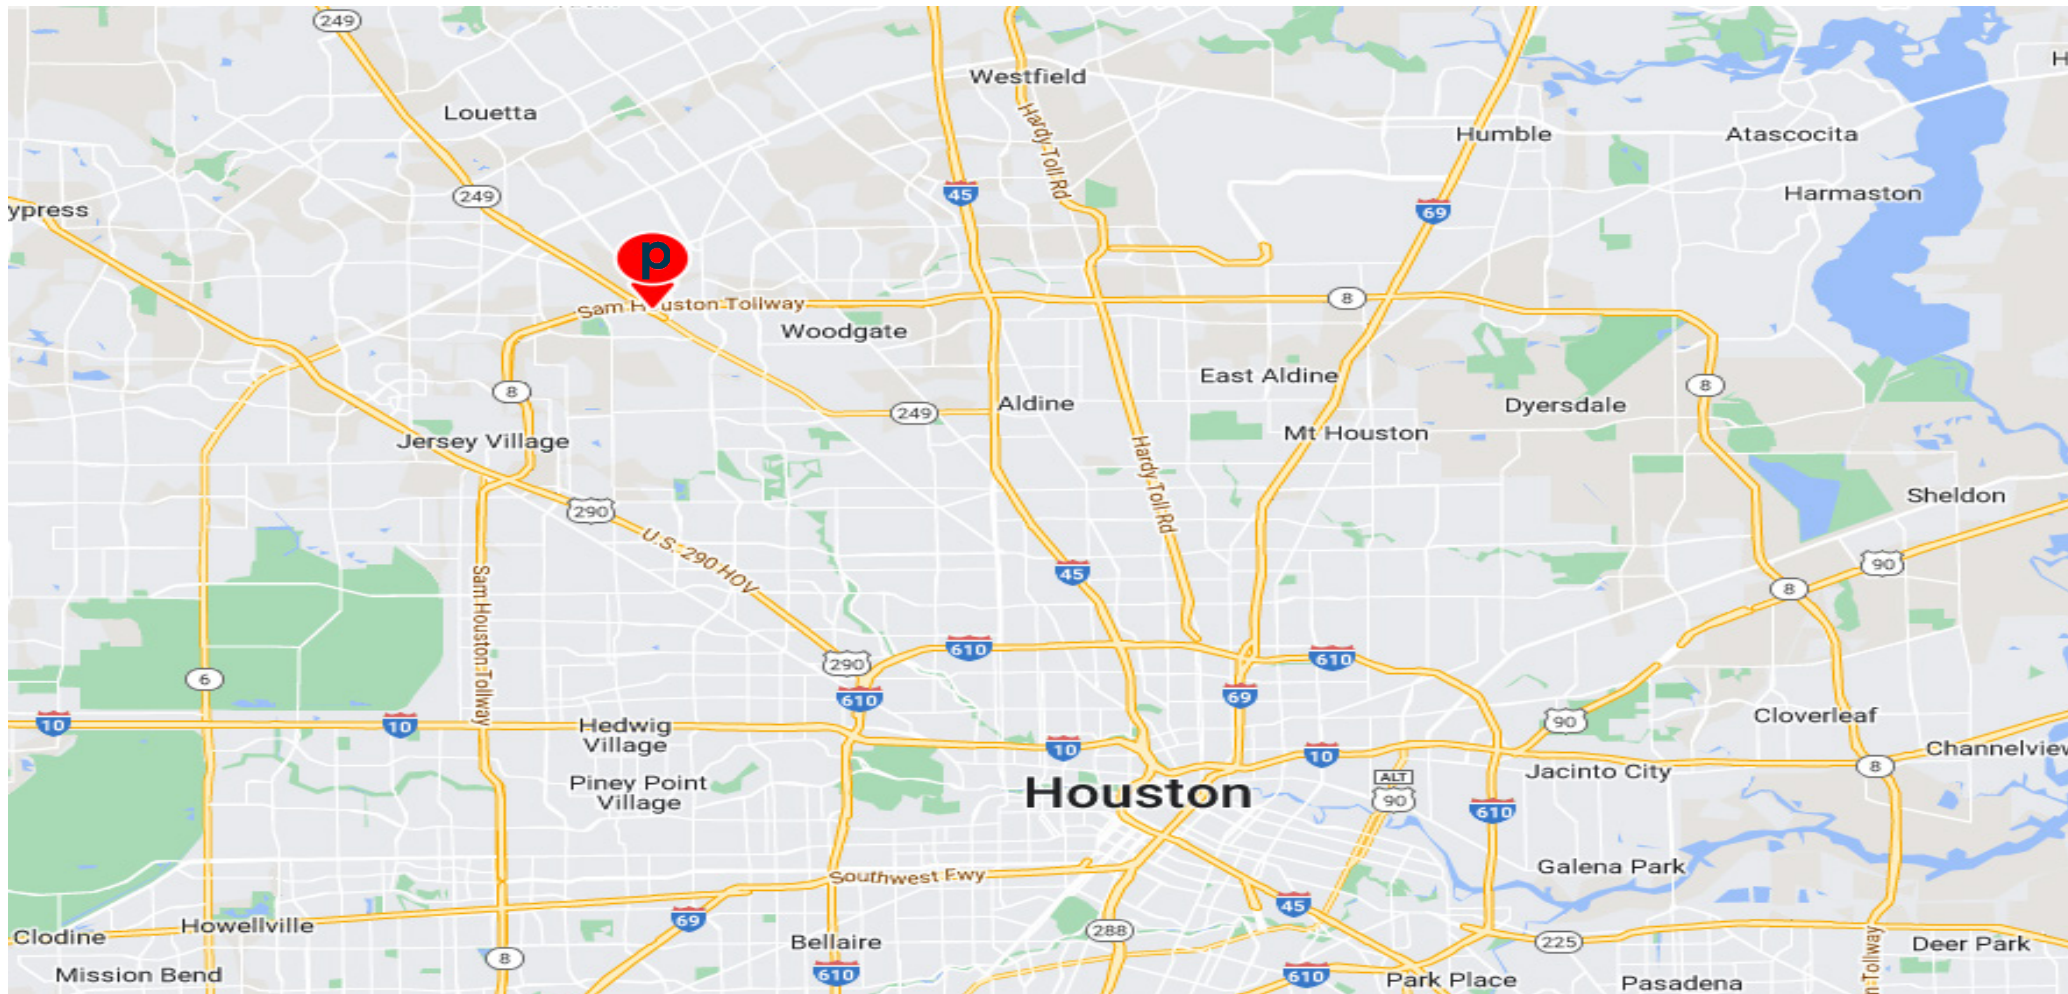 249
Westfield
Louetta
Hardy Toll Rd
Humble
Atascocita
249
45
Harmaston
ypress
69
p
Sam H uston Tollway
8
Woodgate
East Aldine
8
8
Aldine
249
Dyersdale
Jersey Village
Mt Houston
Hardy Toll Rd
Sheldon
290
U.S. 290 HOV
45
90
8
Sam Houston Tollway
610
610
290
6
610
69
10
10
Hedwig
Village
10
10
90
Cloverleaf
Channelview
8
Jacinto City
Piney Point
Village
Houston
ALT
90
610
Galena Park
Southwest Fwy
45
69
Howellville
Clodine
Bellaire
288
225
Deer Park
8
Mission Bend
610
610
Park Place
Pasadena
n Tollway
H